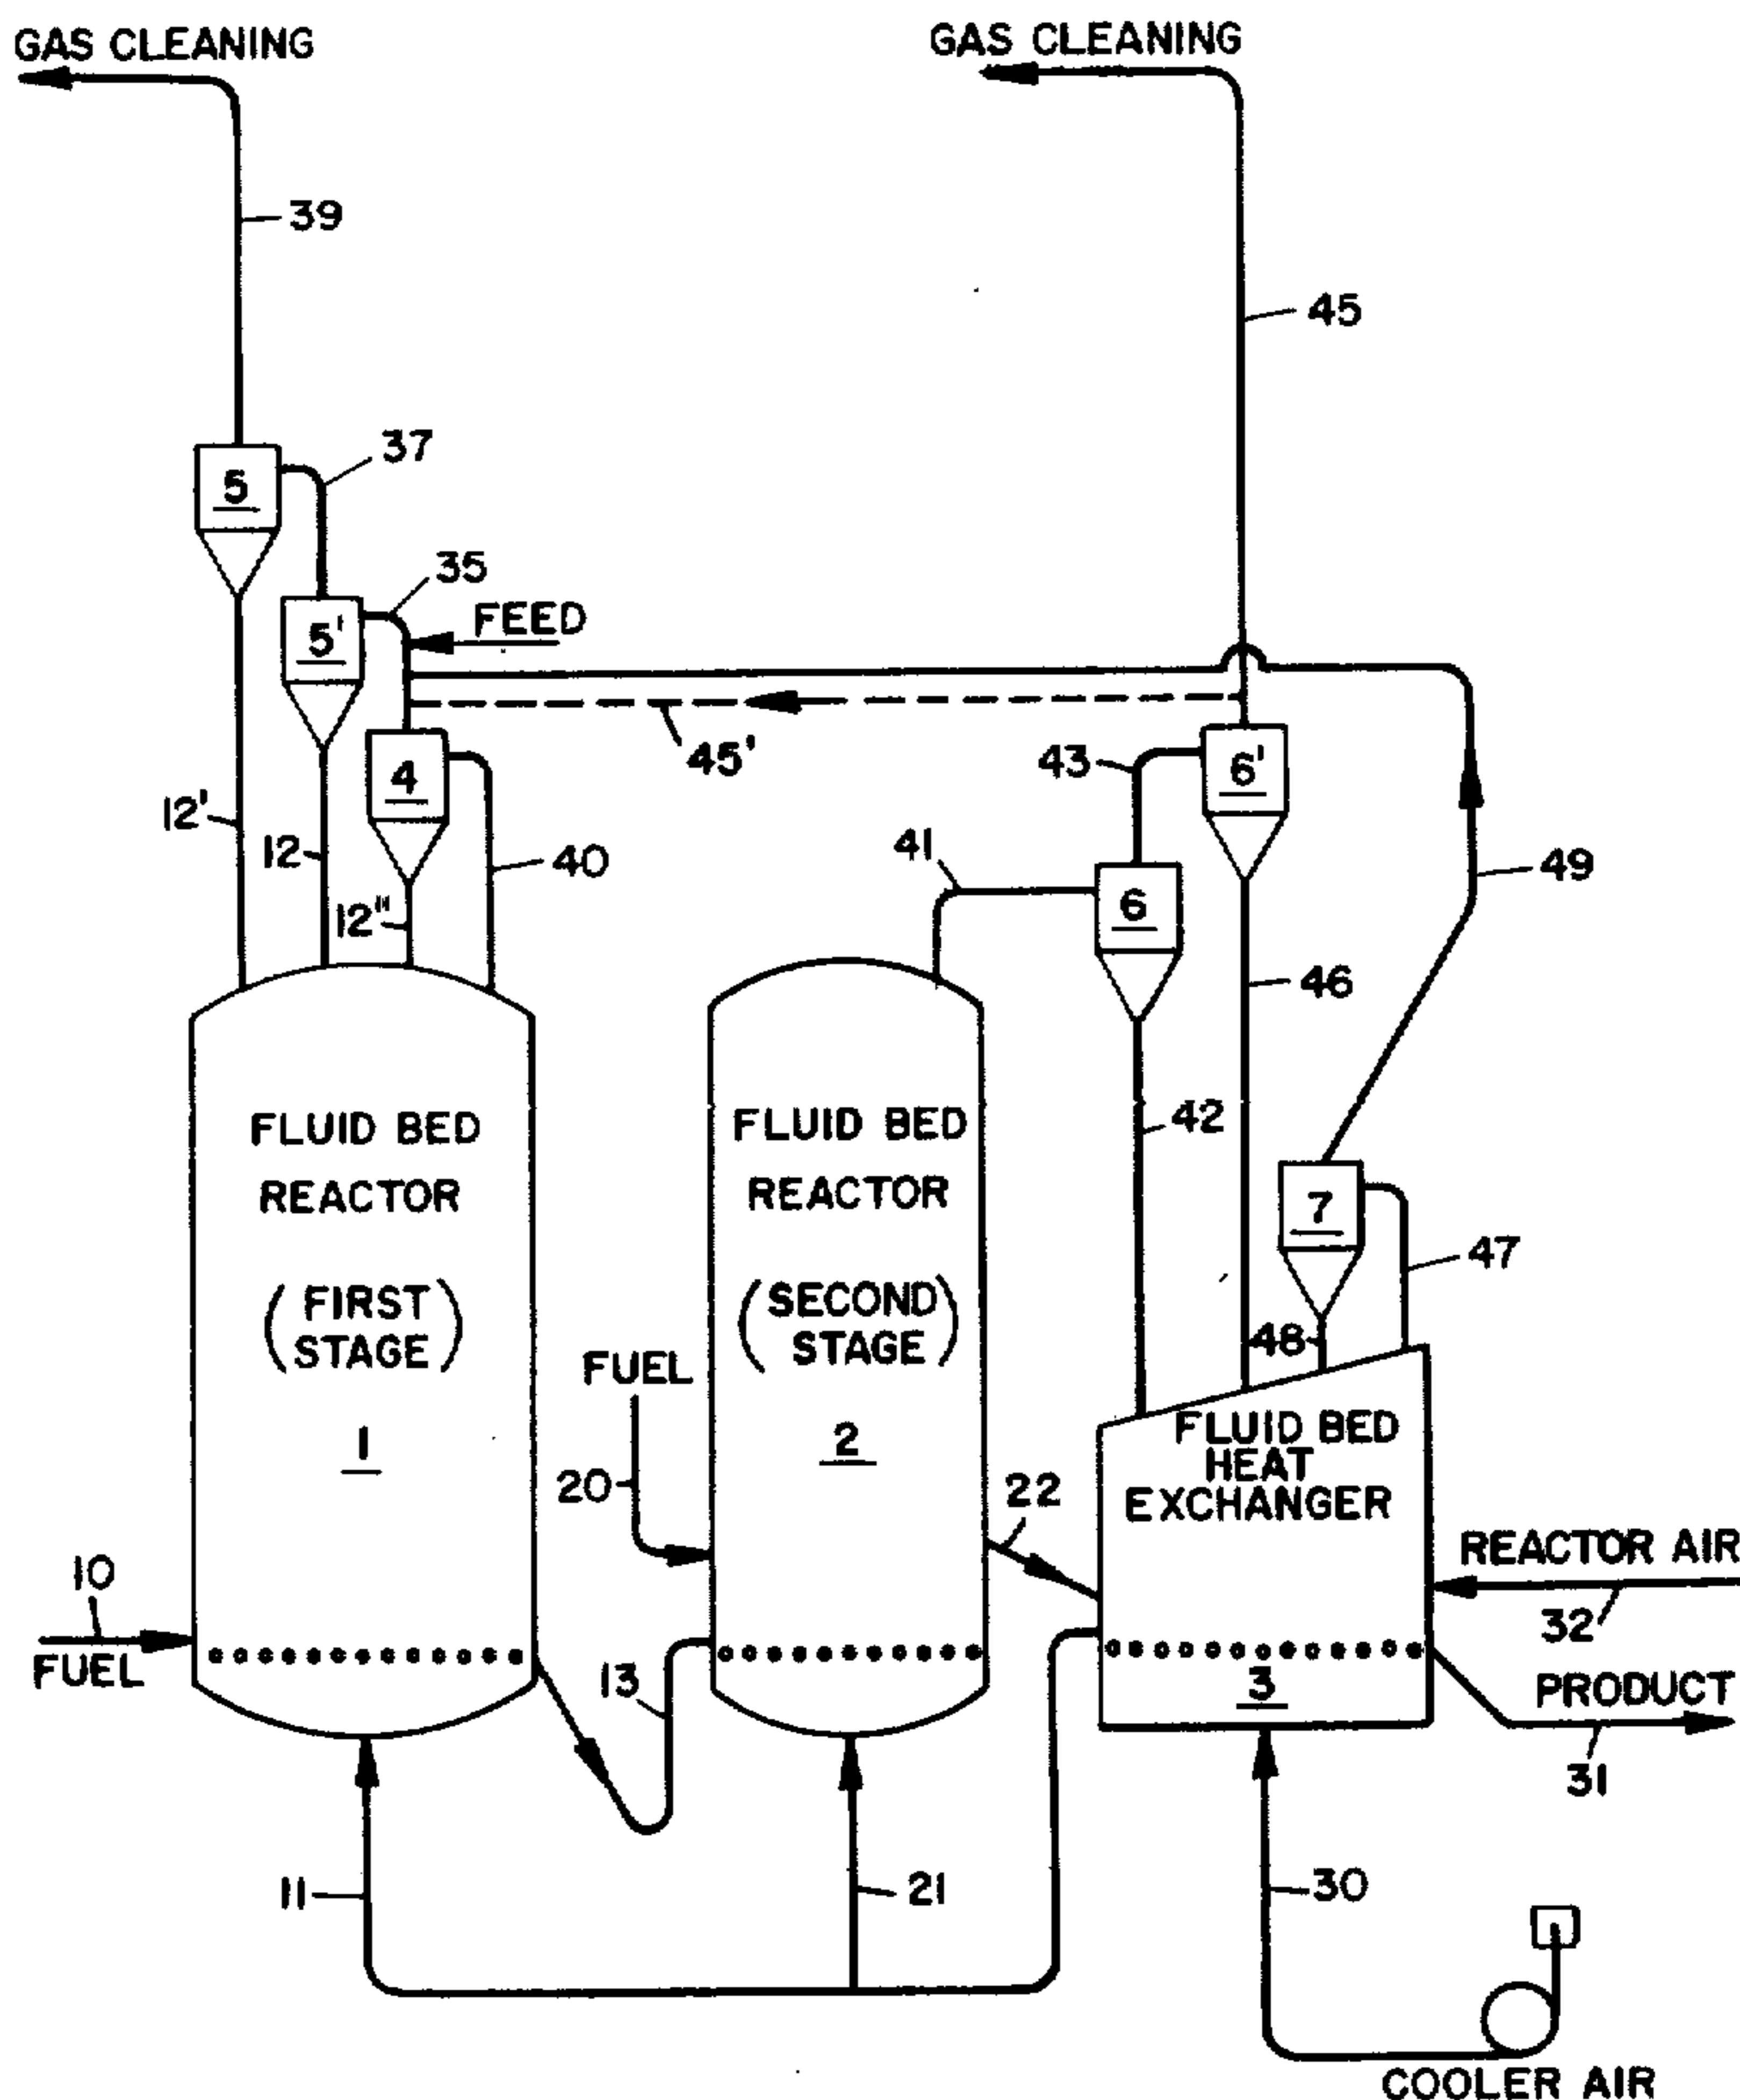 GAS CLEANING
GAS CLEANING
39
45
37
5
35
FEED
5'
45'
4
43
6'
12'
12
40
41
49
12"
6
46
42
FLUID BED
REACTOR
(FIRST
STAGE)
1
FLUID BED
REACTOR
(SECOND
STAGE)
2
7
47
48
FUEL
20
22
FLUID BED
HEAT
EXCHANGER
REACTOR AIR
32
10
FUEL
13
3
PRODUCT
31
11
21
30
COOLER AIR